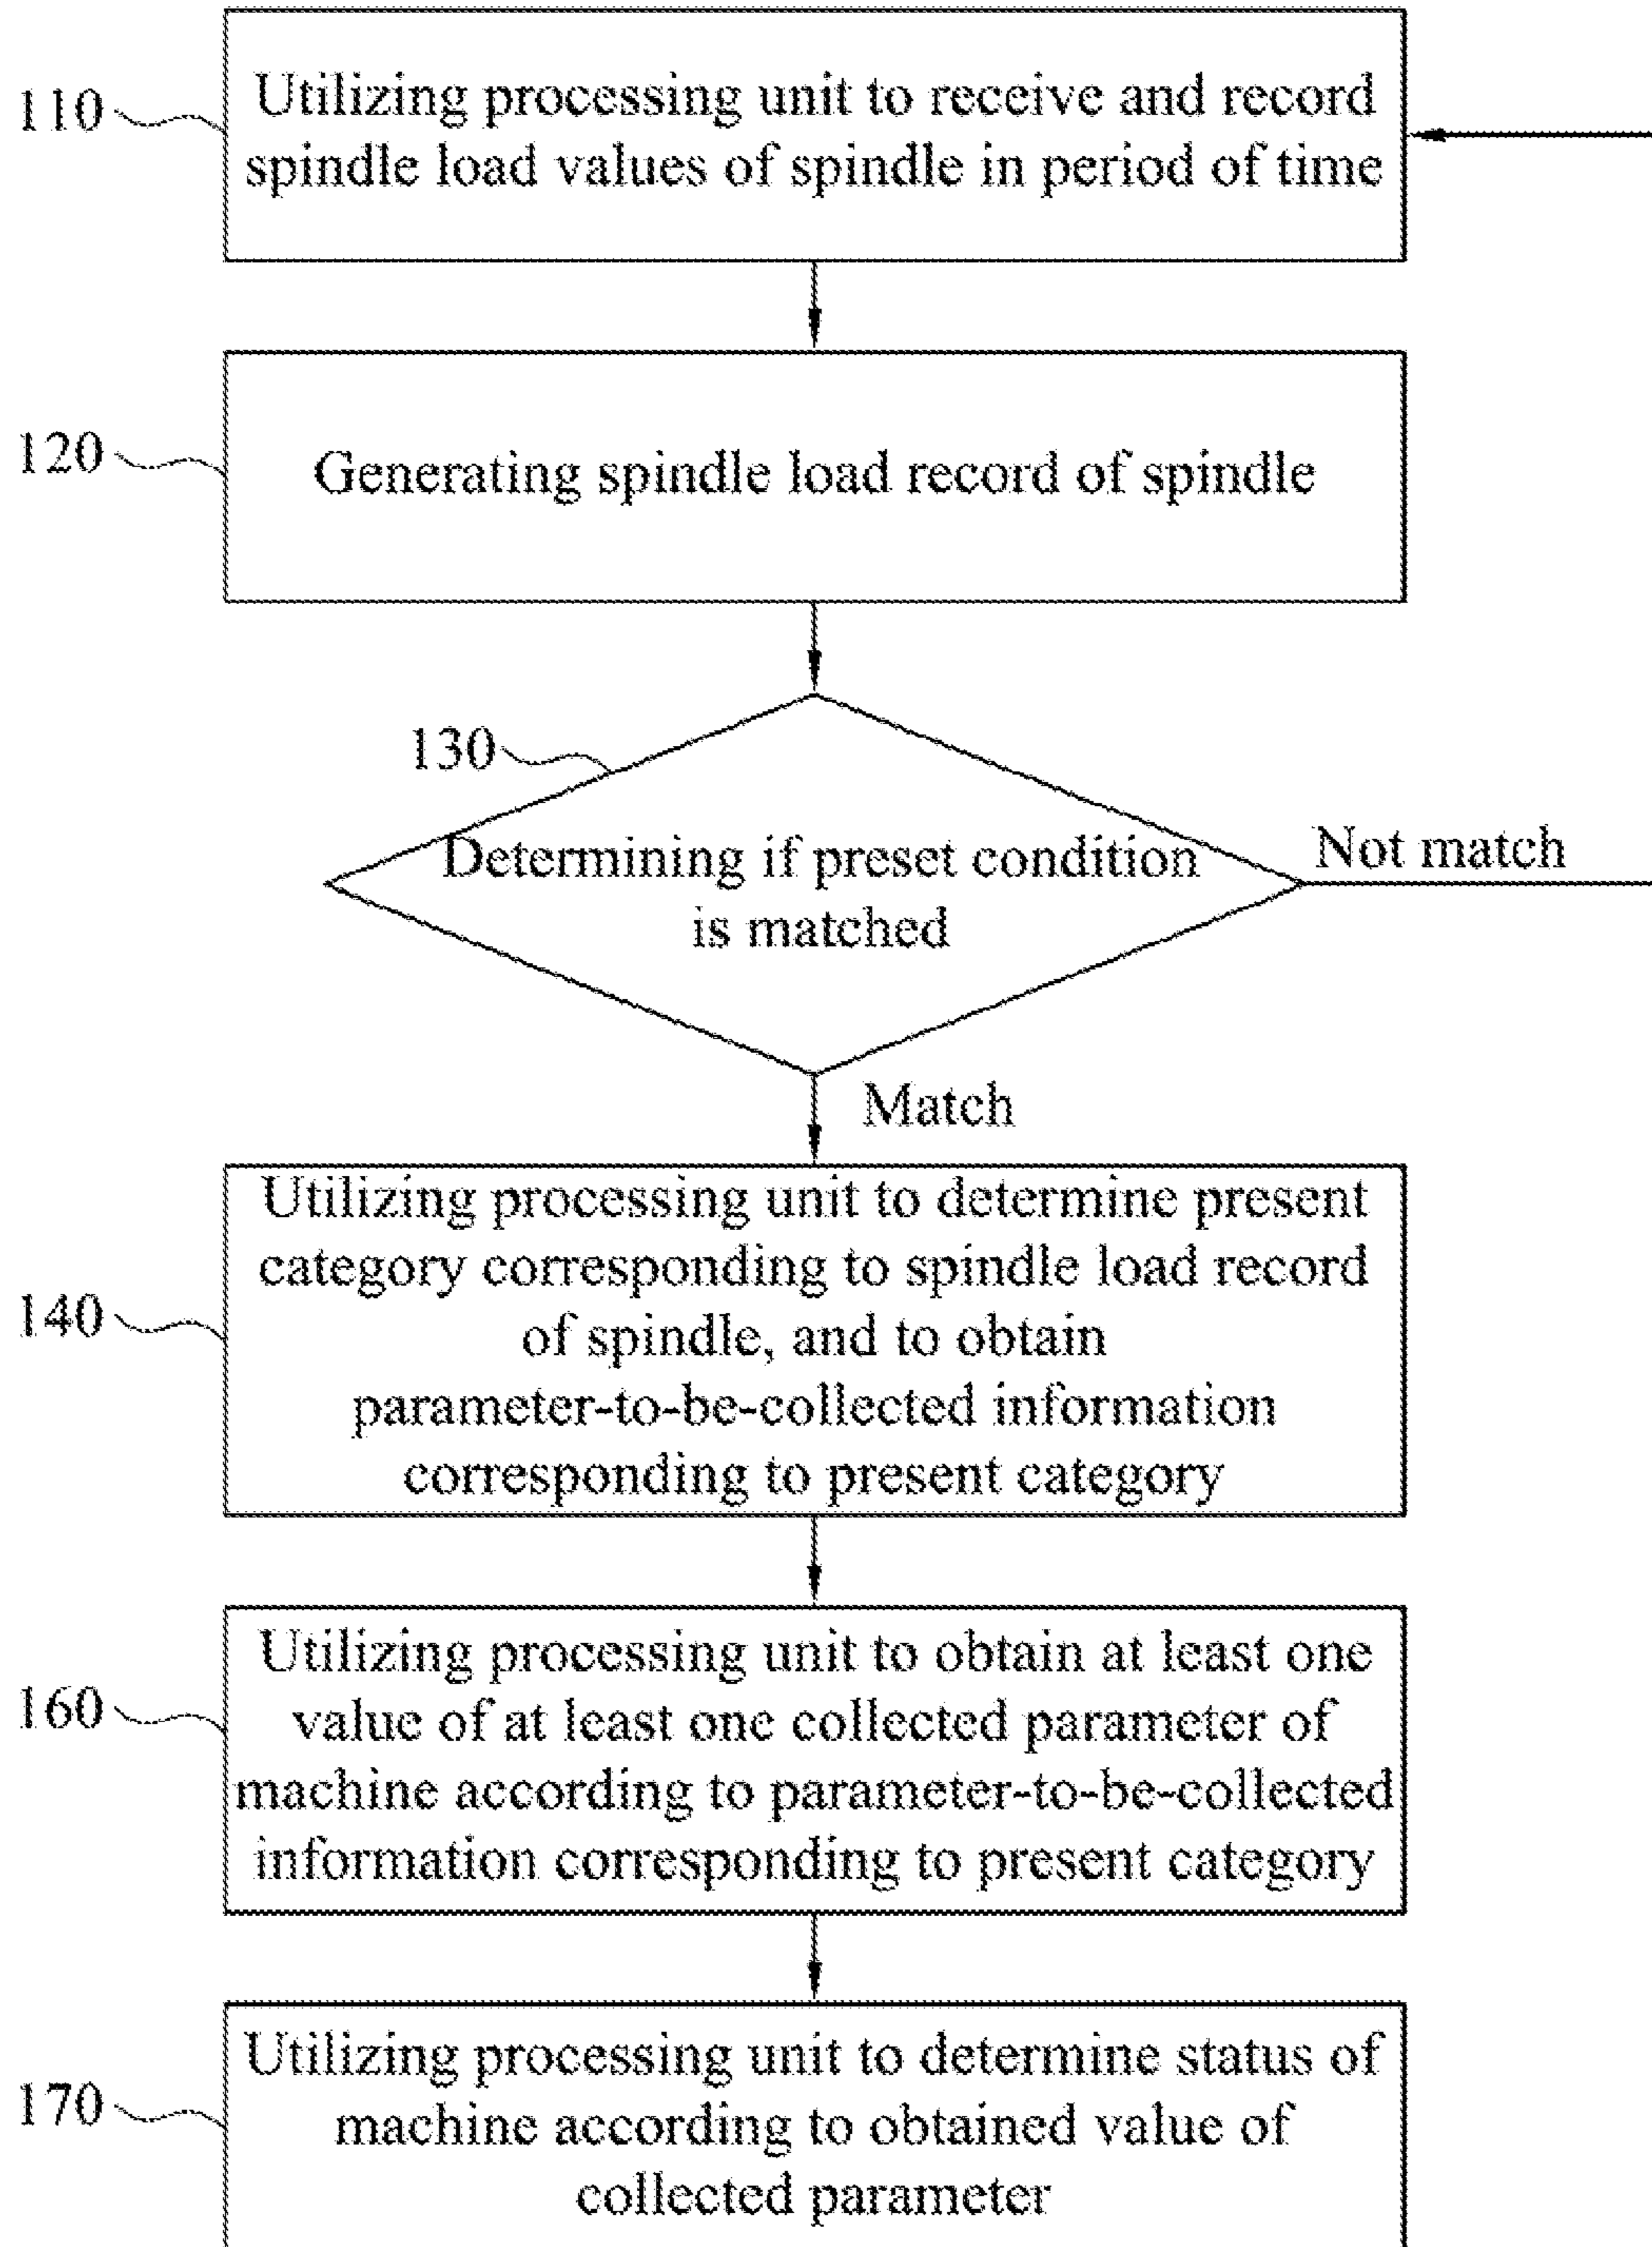 110
Utilizing processing unit to receive and record
spindle load values of spindle in period of time
120
Generating spindle load record of spindle
130
Determining if preset condition
is matched
Not match
Match
140
Utilizing processing unit to determine present
category corresponding to spindle load record
of spindle, and to obtain
parameter-to-be-collected information
corresponding to present category
160
Utilizing processing unit to obtain at least one
value of at least one collected parameter of
machine according to parameter-to-be-collected
information corresponding to present category
170
Utilizing processing unit to determine status of
machine according to obtained value of
collected parameter